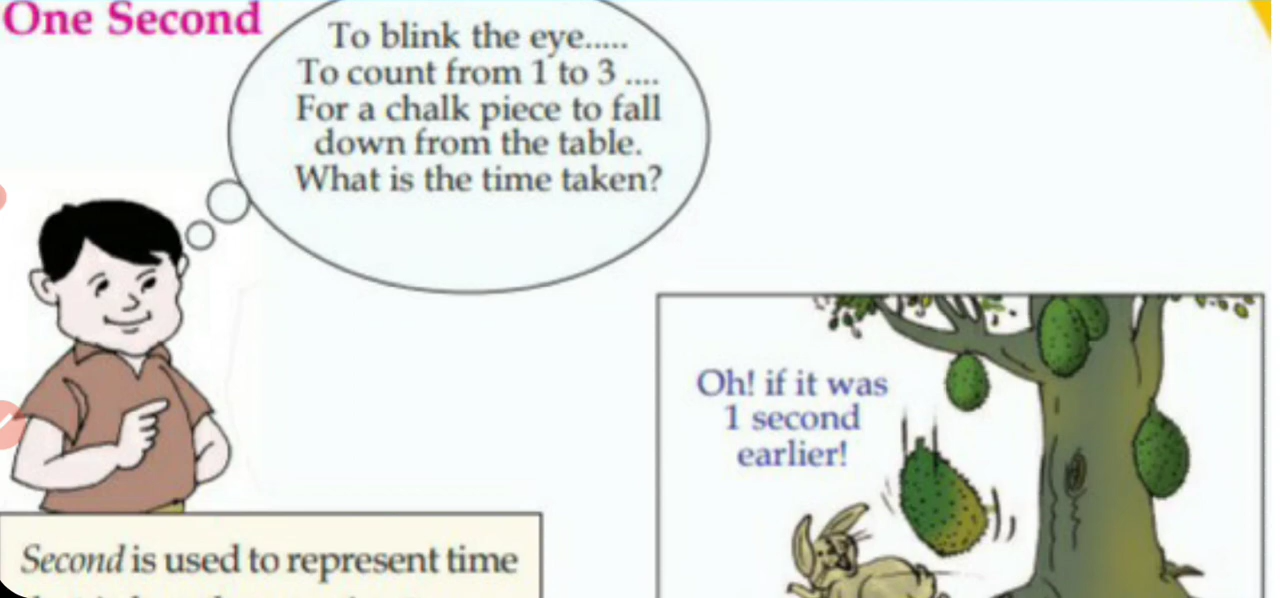 One Second
To blink the eye.....
To count from 1 to 3 ....
For a chalk piece to fall
down from the table.
What is the time taken?
Oh! if it was
1 second
earlier!
Second is used to represent time